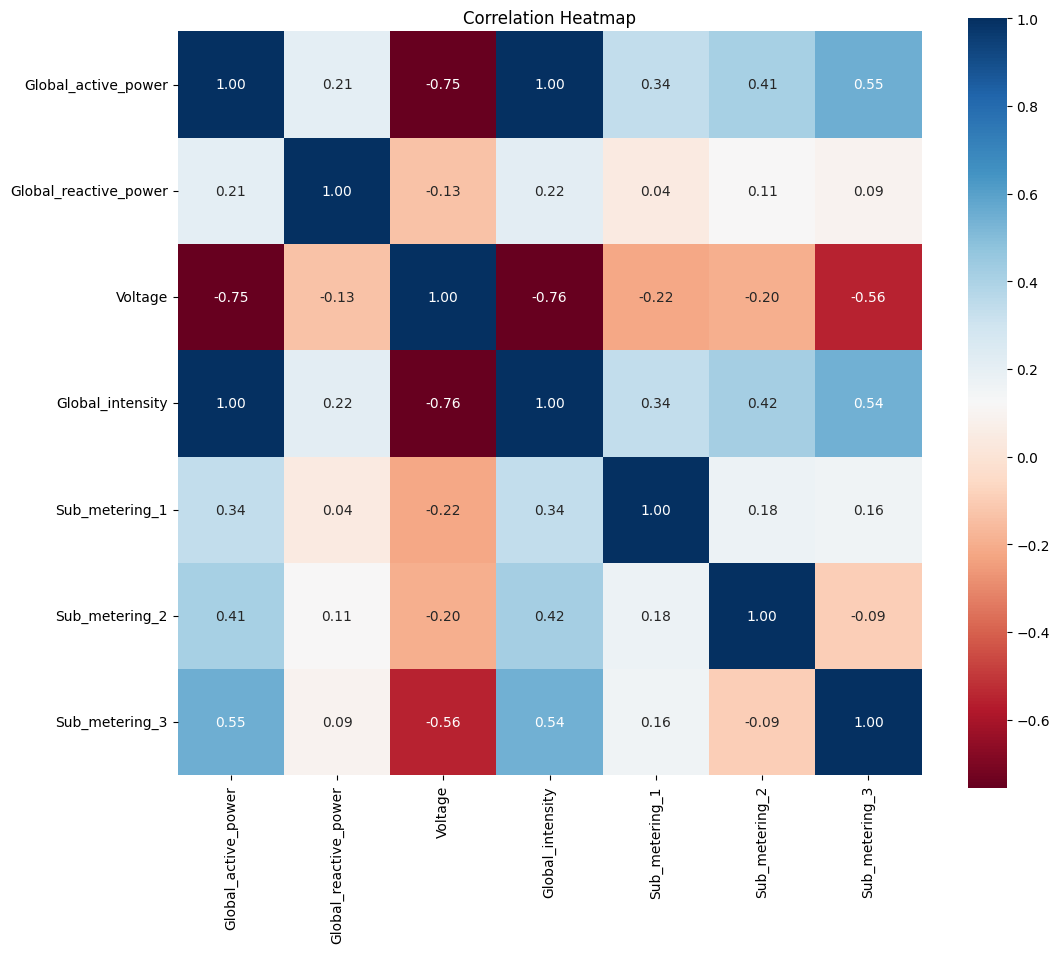 Correlation Heatmap
Global_active_power 1.00 0.21 -0.75 1.00 0.34 0.41 0.55
Global_reactive_power 0.21 1.00 -0.13 0.22 0.04 0.11 0.09
Voltage -0.75 -0.13 1.00 -0.76 -0.22 -0.20 -0.56
Global_intensity 1.00 0.22 -0.76 1.00 0.34 0.42 0.54
Sub_metering_1 0.34 0.04 -0.22 0.34 1.00 0.18 0.16
Sub_metering_2 0.41 0.11 -0.20 0.42 0.18 1.00 -0.09
Sub_metering_3 0.55 0.09 -0.56 0.54 0.16 -0.09 1.00
Global_active_power
Global_reactive_power
Voltage
Global_intensity
Sub_metering_1
Sub_metering_2
Sub_metering_3
1.0
0.8
0.6
0.4
0.2
0.0
−0.2
−0.4
−0.6